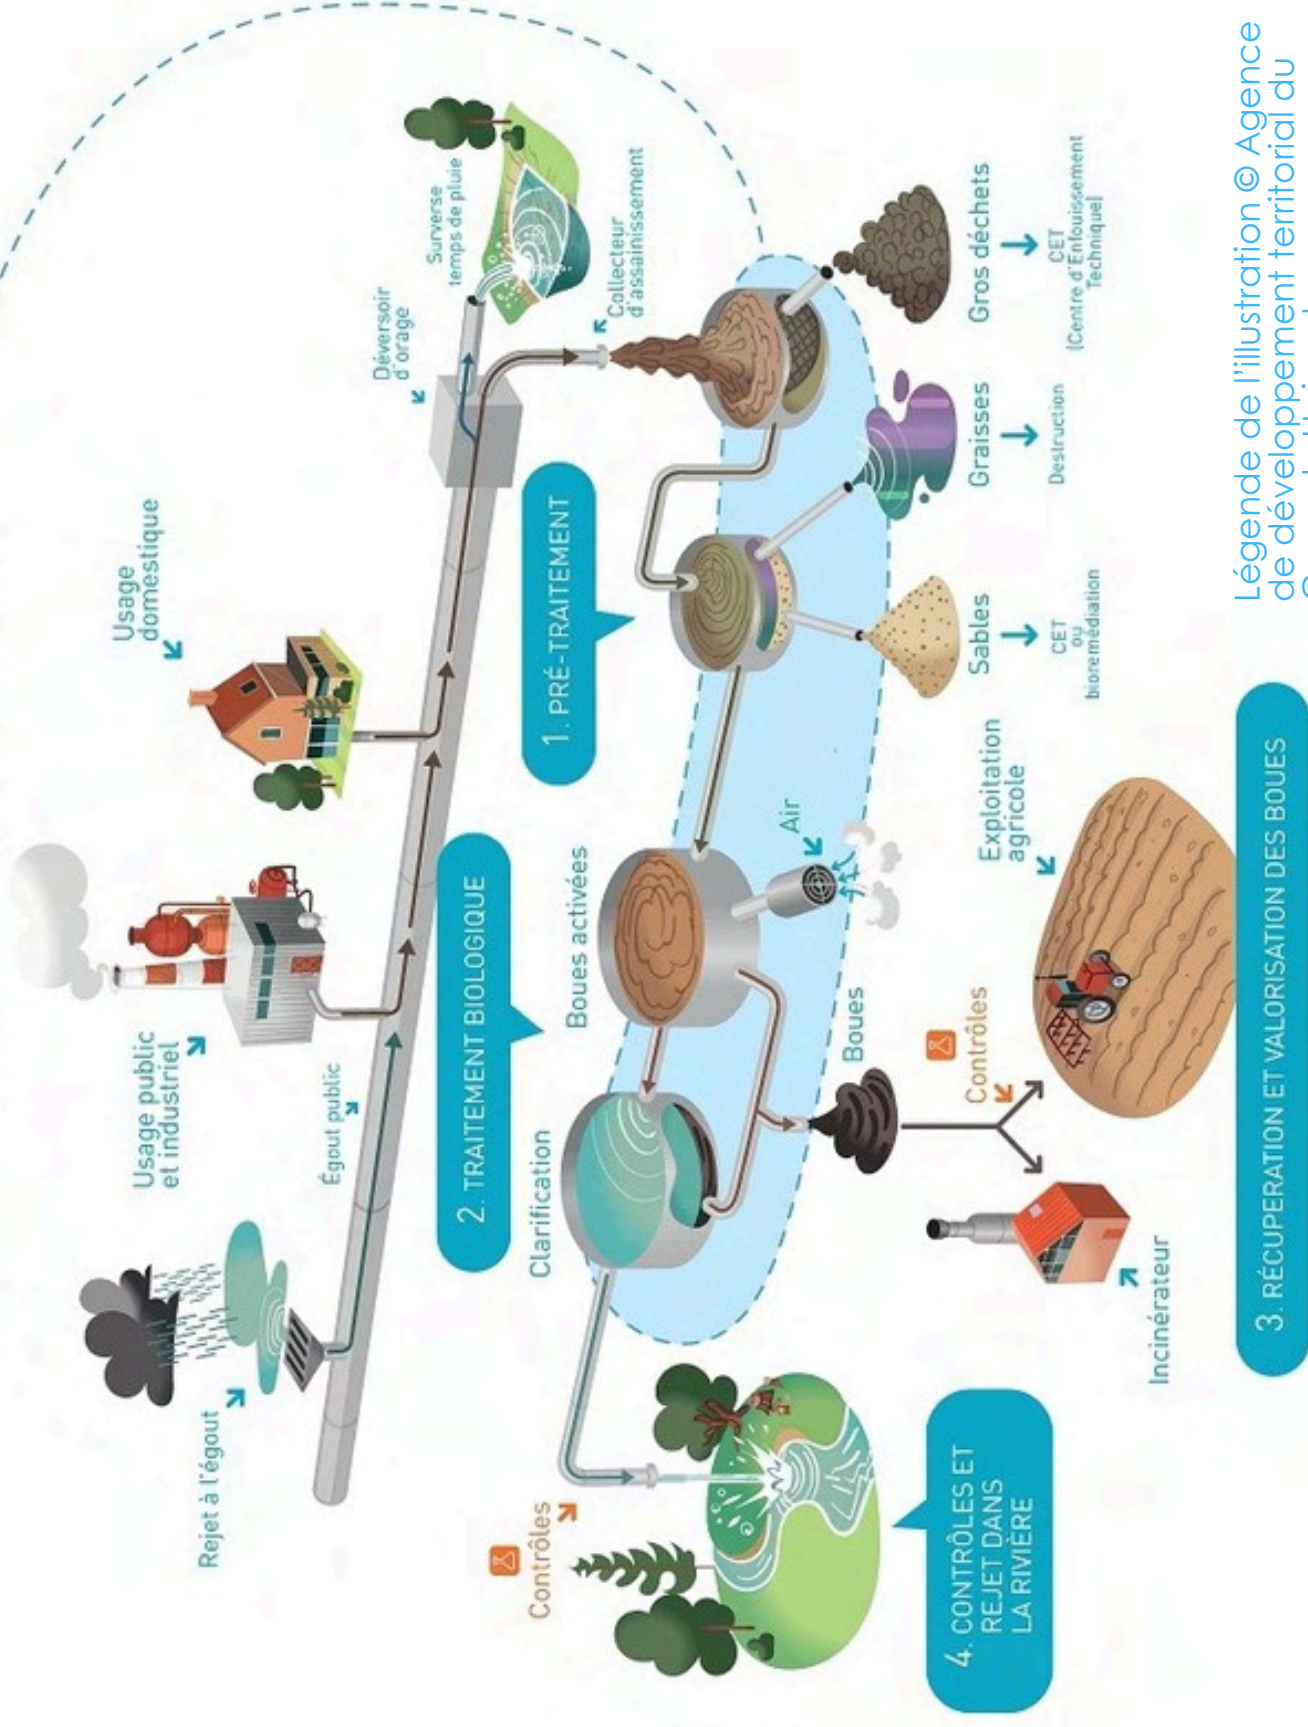 Rejet à l'égout
Usage public
et industriel
Usage
domestique
Égout public
Déversoir
d'orage
Surverse
temps de pluie
Collecteur
d'assainissement
1. PRÉ-TRAITEMENT
2. TRAITEMENT BIOLOGIQUE
Contrôles
Clarification
Boues activées
Air
Boues
Sables
CET
ou
bioremédiation
Graisses
Destruction
Gros déchets
CET
(Centre d'Enfouissement
Technique)
Contrôles
Exploitation
agricole
Incinérateur
4. CONTRÔLES ET
REJET DANS
LA RIVIÈRE
3. RÉCUPERATION ET VALORISATION DES BOUES
Légende de l'illustration © Agence
de développement territorial du